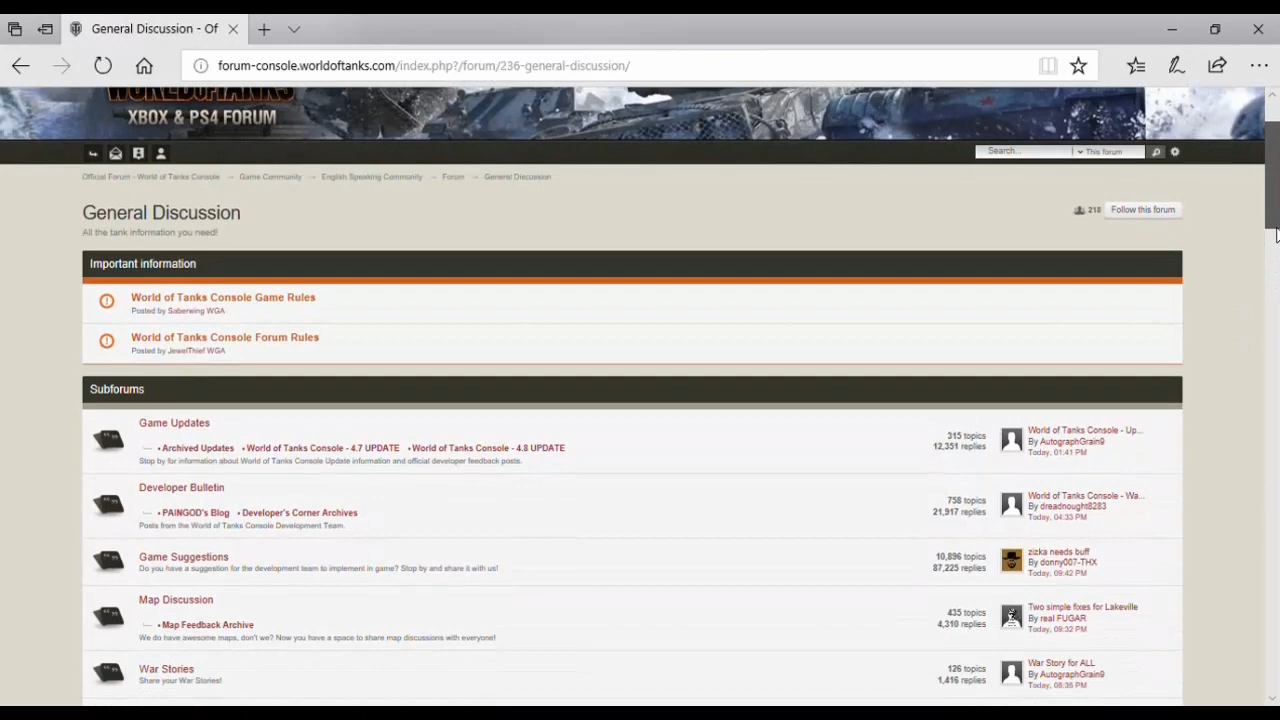 General Discussion - Of
forum-console.worldoftanks.com/index.php?/forum/236-general-discussion/
WORLD OF TANKS
XBOX & PS4 FORUM
Search... This forum
Official Forum - World of Tanks Console → Game Community → English Speaking Community → Forum → General Discussion
General Discussion
218 Follow this forum
All the tank information you need!
Important information
World of Tanks Console Game Rules
Posted by Saberwing WGA
World of Tanks Console Forum Rules
Posted by JewelThief WGA
Subforums
Game Updates
• Archived Updates • World of Tanks Console - 4.7 UPDATE • World of Tanks Console - 4.8 UPDATE
Stop by for information about World of Tanks Console Update information and official developer feedback posts.
315 topics
12,351 replies
World of Tanks Console - Up...
By AutographGrain9
Today, 01:41 PM
Developer Bulletin
• PAINGOD's Blog • Developer's Corner Archives
Posts from the World of Tanks Console Development Team.
758 topics
21,917 replies
World of Tanks Console - Wa...
By dreadnought8283
Today, 04:33 PM
Game Suggestions
Do you have a suggestion for the development team to implement in game? Stop by and share it with us!
10,896 topics
87,225 replies
zizka needs buff
By donny007-THX
Today, 09:42 PM
Map Discussion
• Map Feedback Archive
We do have awesome maps, don't we? Now you have a space to share map discussions with everyone!
435 topics
4,310 replies
Two simple fixes for Lakeville
By real FUGAR
Today, 09:32 PM
War Stories
Share your War Stories!
126 topics
1,416 replies
War Story for ALL
By AutographGrain9
Today, 08:36 PM